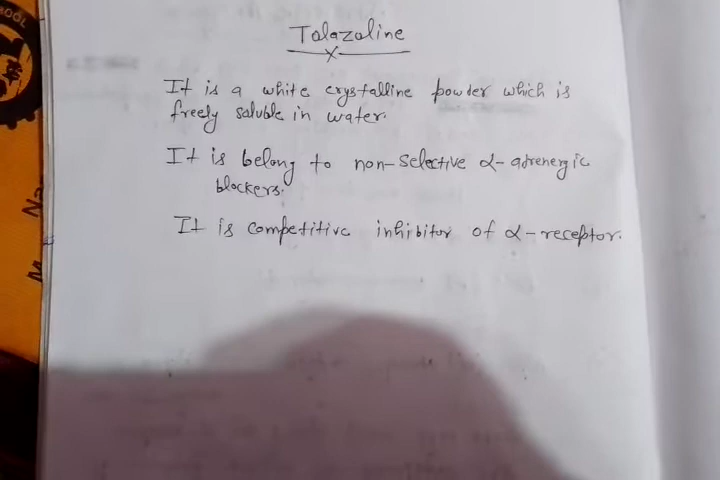 Tolazoline
It is a white crystalline powder which is
freely soluble in water.
It is belong to non-selective α-adrenergic
blockers.
It is competitive inhibitor of α-receptor.